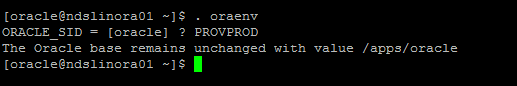 [oracle@ndslinora01 ~]$ . oraenv
ORACLE_SID = [oracle] ? PROVPROD
The Oracle base remains unchanged with value /apps/oracle
[oracle@ndslinora01 ~]$